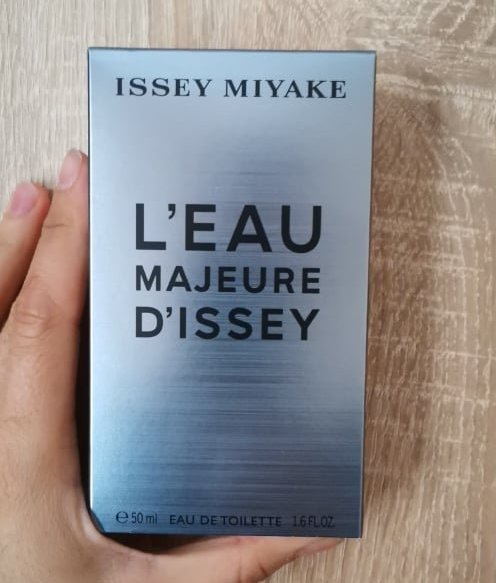 ISSEY MIYAKE
L'EAU
MAJEURE
D'ISSEY
℮50 ml EAU DE TOILETTE 1.6 FL.OZ.